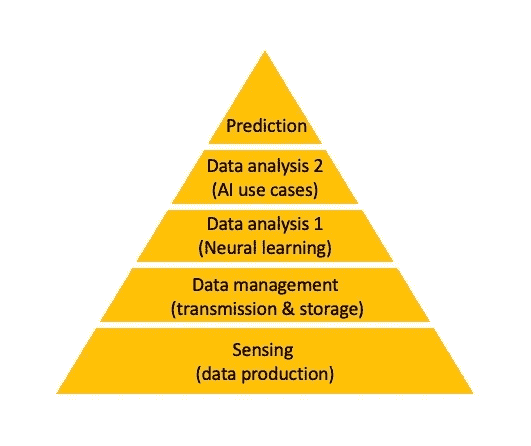 Prediction
Data analysis 2
(AI use cases)
Data analysis 1
(Neural learning)
Data management
(transmission & storage)
Sensing
(data production)